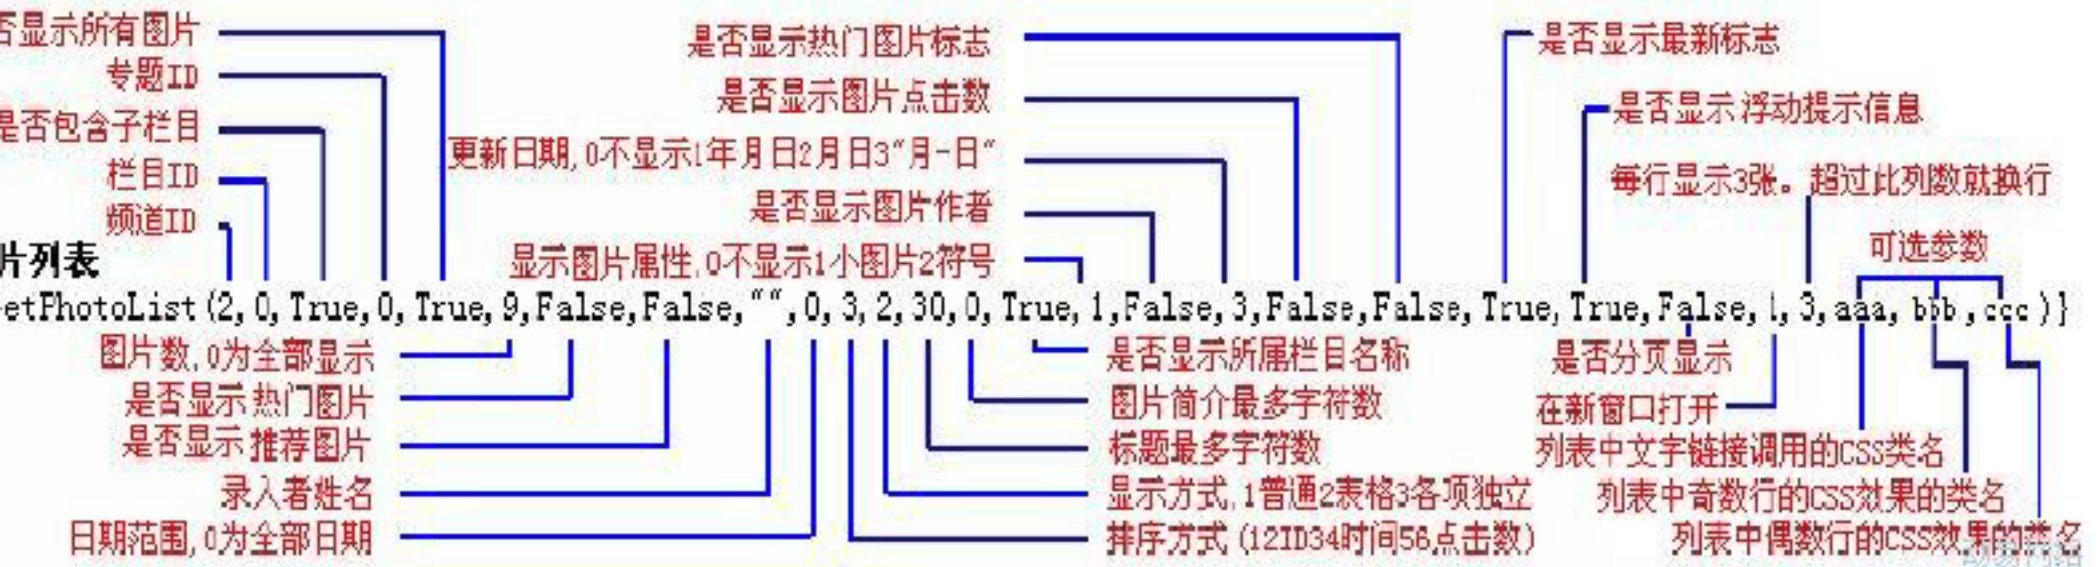 否显示所有图片
专题ID
是否包含子栏目
栏目ID
频道ID
是否显示热门图片标志
是否显示图片点击数
更新日期,0不显示1年月日2月日3"月-日"
是否显示图片作者
显示图片属性,0不显示1小图片2符号
是否显示最新标志
是否显示浮动提示信息
每行显示3张。超过此列数就换行
可选参数
片列表
etPhotoList(2,0,True,0,True,9,False,False,"",0,3,2,30,0,True,1,False,3,False,False,True,True,False,1,3,aaa,bbb,ccc)}
图片数,0为全部显示
是否显示热门图片
是否显示推荐图片
录入者姓名
日期范围,0为全部日期
是否显示所属栏目名称
图片简介最多字符数
标题最多字符数
显示方式,1普通2表格3各项独立
排序方式(12ID34时间56点击数)
是否分页显示
在新窗口打开
列表中文字链接调用的CSS类名
列表中奇数行的CSS效果的类名
列表中偶数行的CSS效果的类名